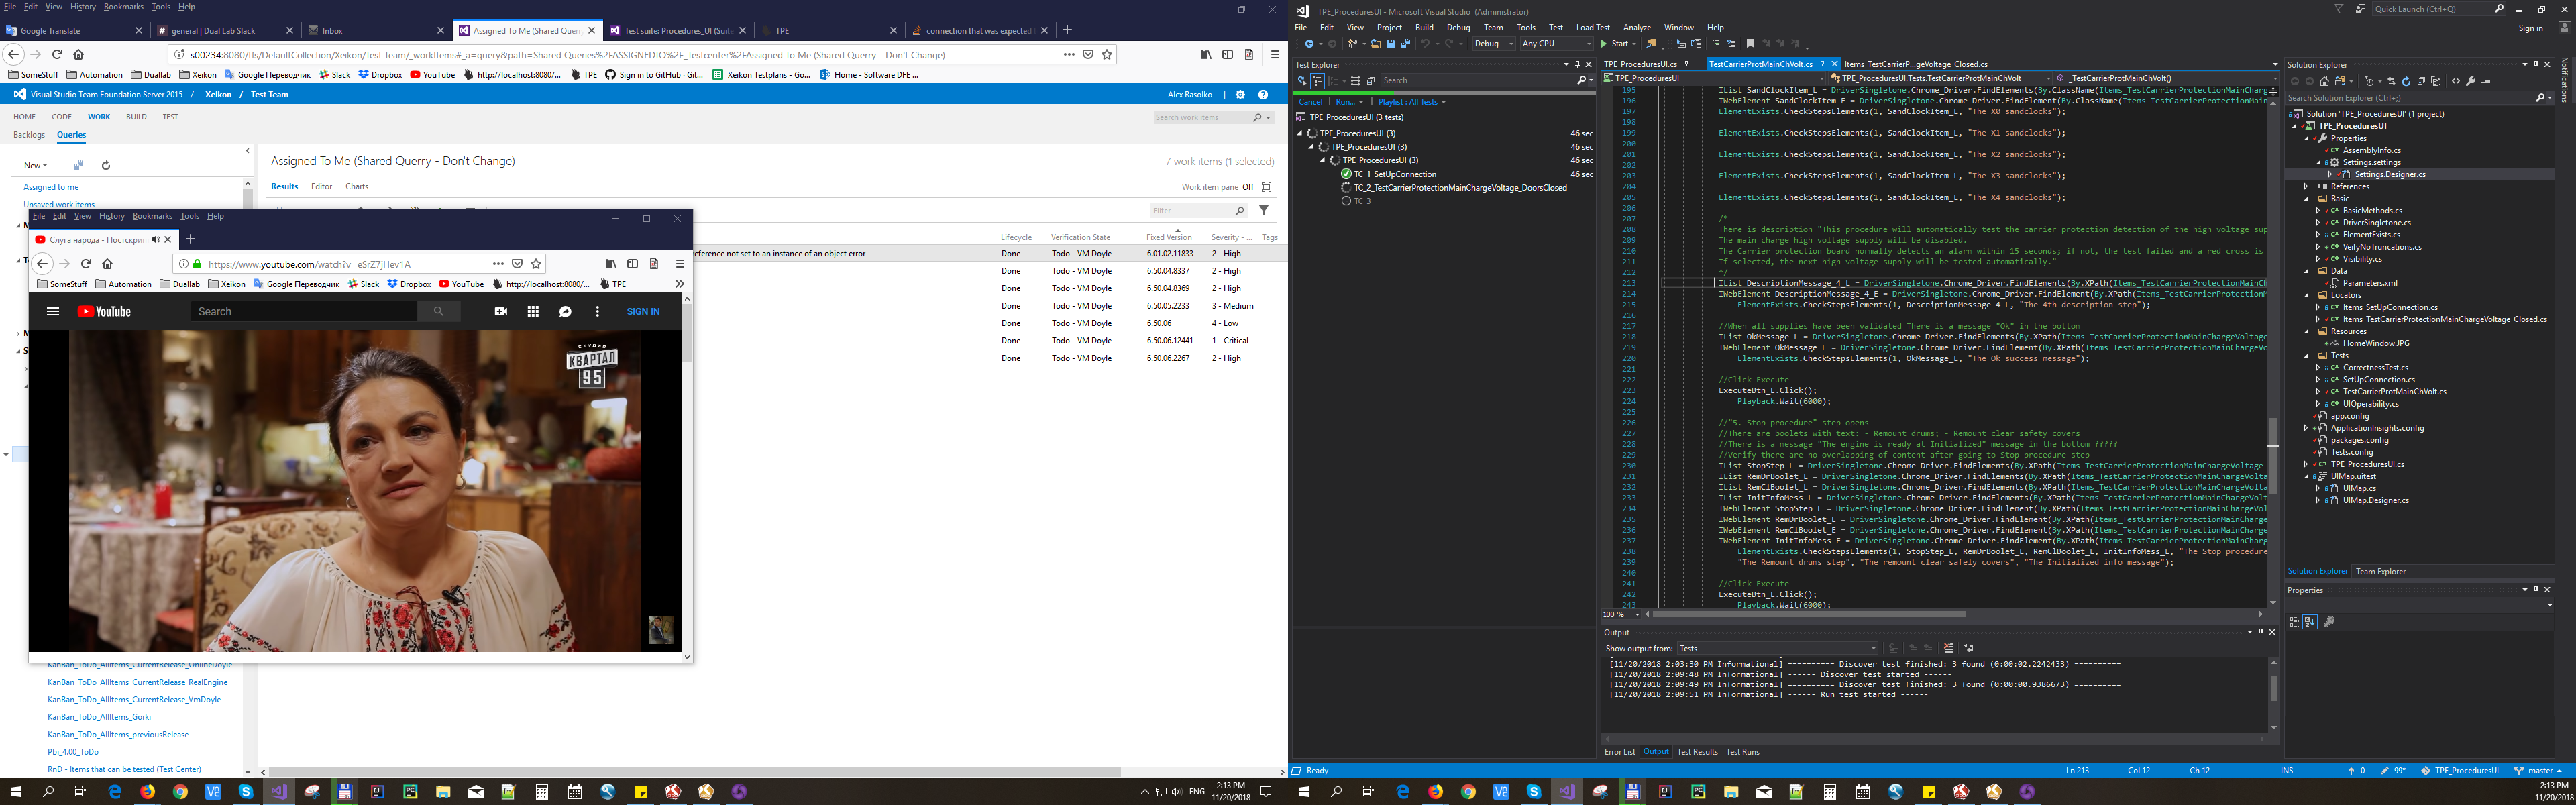 File Edit View History Bookmarks Tools Help
Google Translate
general | Dual Lab Slack
Inbox
Assigned To Me (Shared Query
Test suite: Procedures_UI (Suite
TPE
connection that was expected
s00234:8080/tfs/DefaultCollection/Xeikon/Test Team/_workItems#_a=query&path=Shared Queries%2FASSIGNEDTO%2F_Testcenter%2FAssigned To Me (Shared Querry - Don't Change)
SomeStuff Automation Duallab Xeikon Google Переводчик Slack Dropbox YouTube http://localhost:8080/... TPE Sign in to GitHub · Git... Xeikon Testplans - Go... Home - Software DFE ...
Visual Studio Team Foundation Server 2015 / Xeikon / Test Team
Alex Rasolko
HOME CODE WORK BUILD TEST
Search work items
Backlogs Queries
New
Assigned To Me (Shared Querry - Don't Change)
7 work items (1 selected)
Assigned to me
Unsaved work items
Results Editor Charts
Work item pane Off
Filter
Lifecycle Verification State Fixed Version Severity - ... Tags
reference not set to an instance of an object error Done Todo - VM Doyle 6.01.02.11833 2 - High
Done Todo - VM Doyle 6.50.04.8337 2 - High
Done Todo - VM Doyle 6.50.04.8369 2 - High
Done Todo - VM Doyle 6.50.05.2233 3 - Medium
Done Todo - VM Doyle 6.50.06 4 - Low
Done Todo - VM Doyle 6.50.06.12441 1 - Critical
Done Todo - VM Doyle 6.50.06.2267 2 - High
File Edit View History Bookmarks Tools Help
Слуга народа - Постскрип
https://www.youtube.com/watch?v=eSrZ7jHev1A
SomeStuff Automation Duallab Xeikon Google Переводчик Slack Dropbox YouTube http://localhost:8080/... TPE
YouTube
Search
SIGN IN
СТУДИЯ
КВАРТАЛ
95
KanBan_ToDo_AllItems_CurrentRelease_OnlineDoyle
KanBan_ToDo_AllItems_CurrentRelease_RealEngine
KanBan_ToDo_AllItems_CurrentRelease_VmDoyle
KanBan_ToDo_AllItems_Gorki
KanBan_ToDo_AllItems_previousRelease
Pbi_4.00_ToDo
RnD - Items that can be tested (Test Center)
ENG
2:13 PM
11/20/2018
TPE_ProceduresUI - Microsoft Visual Studio (Administrator)
Quick Launch (Ctrl+Q)
File Edit View Project Build Debug Team Tools Test Load Test Analyze Window Help
Sign in
Debug Any CPU Start
Test Explorer
Search
Cancel | Run... | Playlist : All Tests
TPE_ProceduresUI (3 tests)
TPE_ProceduresUI (3) 46 sec
TPE_ProceduresUI (3) 46 sec
TPE_ProceduresUI (3) 46 sec
TC_1_SetUpConnection 46 sec
TC_2_TestCarrierProtectionMainChargeVoltage_DoorsClosed
TC_3_
TPE_ProceduresUI.cs
TestCarrierProtMainChVolt.cs
Items_TestCarrierP...geVoltage_Closed.cs
TPE_ProceduresUI
TPE_ProceduresUI.Tests.TestCarrierProtMainChVolt
_TestCarrierProtMainChVolt()
195 IList SandClockItem_L = DriverSingletone.Chrome_Driver.FindElements(By.ClassName(Items_TestCarrierProtectionMainCharg
196 IWebElement SandClockItem_E = DriverSingletone.Chrome_Driver.FindElement(By.ClassName(Items_TestCarrierProtectionMain
197 ElementExists.CheckStepsElements(1, SandClockItem_L, "The X0 sandclocks");
198
199 ElementExists.CheckStepsElements(1, SandClockItem_L, "The X1 sandclocks");
200
201 ElementExists.CheckStepsElements(1, SandClockItem_L, "The X2 sandclocks");
202
203 ElementExists.CheckStepsElements(1, SandClockItem_L, "The X3 sandclocks");
204
205 ElementExists.CheckStepsElements(1, SandClockItem_L, "The X4 sandclocks");
206
207 /*
208 There is description "This procedure will automatically test the carrier protection detection of the high voltage sup
209 The main charge high voltage supply will be disabled.
210 The Carrier protection board normally detects an alarm within 15 seconds; if not, the test failed and a red cross is
211 If selected, the next high voltage supply will be tested automatically."
212 */
213 IList DescriptionMessage_4_L = DriverSingletone.Chrome_Driver.FindElements(By.XPath(Items_TestCarrierProtectionMainCh
214 IWebElement DescriptionMessage_4_E = DriverSingletone.Chrome_Driver.FindElement(By.XPath(Items_TestCarrierProtectionM
215 ElementExists.CheckStepsElements(1, DescriptionMessage_4_L, "The 4th description step");
216
217 //When all supplies have been validated There is a message "Ok" in the bottom
218 IList OkMessage_L = DriverSingletone.Chrome_Driver.FindElements(By.XPath(Items_TestCarrierProtectionMainChargeVoltage
219 IWebElement OkMessage_E = DriverSingletone.Chrome_Driver.FindElement(By.XPath(Items_TestCarrierProtectionMainChargeVo
220 ElementExists.CheckStepsElements(1, OkMessage_L, "The Ok success message");
221
222 //Click Execute
223 ExecuteBtn_E.Click();
224 Playback.Wait(6000);
225
226 //"5. Stop procedure" step opens
227 //There are boolets with text: - Remount drums; - Remount clear safety covers
228 //There is a message "The engine is ready at Initialized" message in the bottom ?????
229 //Verify there are no overlapping of content after going to Stop procedure step
230 IList StopStep_L = DriverSingletone.Chrome_Driver.FindElements(By.XPath(Items_TestCarrierProtectionMainChargeVoltage_
231 IList RemDrBoolet_L = DriverSingletone.Chrome_Driver.FindElements(By.XPath(Items_TestCarrierProtectionMainChargeVolta
232 IList RemClBoolet_L = DriverSingletone.Chrome_Driver.FindElements(By.XPath(Items_TestCarrierProtectionMainChargeVolta
233 IList InitInfoMess_L = DriverSingletone.Chrome_Driver.FindElements(By.XPath(Items_TestCarrierProtectionMainChargeVolt
234 IWebElement StopStep_E = DriverSingletone.Chrome_Driver.FindElement(By.XPath(Items_TestCarrierProtectionMainChargeVol
235 IWebElement RemDrBoolet_E = DriverSingletone.Chrome_Driver.FindElement(By.XPath(Items_TestCarrierProtectionMainCharge
236 IWebElement RemClBoolet_E = DriverSingletone.Chrome_Driver.FindElement(By.XPath(Items_TestCarrierProtectionMainCharge
237 IWebElement InitInfoMess_E = DriverSingletone.Chrome_Driver.FindElement(By.XPath(Items_TestCarrierProtectionMainCharg
238 ElementExists.CheckStepsElements(1, StopStep_L, RemDrBoolet_L, RemClBoolet_L, InitInfoMess_L, "The Stop procedure
239 "The Remount drums step", "The remount clear safely covers", "The Initialized info message");
240
241 //Click Execute
242 ExecuteBtn_E.Click();
243 Playback.Wait(6000);
100 %
Output
Show output from: Tests
[11/20/2018 2:03:30 PM Informational] ========== Discover test finished: 3 found (0:00:02.2242433) ==========
[11/20/2018 2:09:48 PM Informational] ------ Discover test started ------
[11/20/2018 2:09:49 PM Informational] ========== Discover test finished: 3 found (0:00:00.9386673) ==========
[11/20/2018 2:09:51 PM Informational] ------ Run test started ------
Error List Output Test Results Test Runs
Solution Explorer
Search Solution Explorer (Ctrl+;)
Solution 'TPE_ProceduresUI' (1 project)
TPE_ProceduresUI
Properties
AssemblyInfo.cs
Settings.settings
Settings.Designer.cs
References
Basic
BasicMethods.cs
DriverSingletone.cs
ElementExists.cs
VeifyNoTruncations.cs
Visibility.cs
Data
Parameters.xml
Locators
Items_SetUpConnection.cs
Items_TestCarrierProtectionMainChargeVoltage_Closed.cs
Resources
HomeWindow.JPG
Tests
CorrectnessTest.cs
SetUpConnection.cs
TestCarrierProtMainChVolt.cs
UIOperability.cs
app.config
ApplicationInsights.config
packages.config
Tests.config
TPE_ProceduresUI.cs
UIMap.uitest
UIMap.cs
UIMap.Designer.cs
Solution Explorer Team Explorer
Properties
Notifications
Ready Ln 213 Col 12 Ch 12 INS 0 99* TPE_ProceduresUI master
2:13 PM
11/20/2018